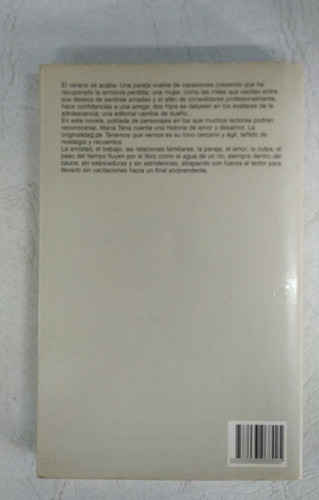 El verano se acaba. Una pareja vuelve de vacaciones creyendo que ha
recuperado la armonía perdida, una mujer, como las miles que oscilan entre
sus deseos de sentirse amadas y el afán de consolidarse profesionalmente,
hace confidencias a una amiga; dos hijos se debaten en los avatares de la
adolescencia; una editorial cambia de dueño...
En esta novela, poblada de personajes en los que muchos lectores podrán
reconocerse, María Tena cuenta una historia de amor y desamor. La
originalidad de Tenemos que vernos es su tono cercano y ágil, teñido de
nostalgia y recuerdos.
La amistad, el trabajo, las relaciones familiares, la pareja, el amor, la culpa, el
peso del tiempo fluyen por el libro como el agua de un río, siempre dentro del
cauce, sin salpicaduras y sin estridencias, atrapando con fuerza al lector para
llevarlo sin vacilaciones hacia un final sorprendente.